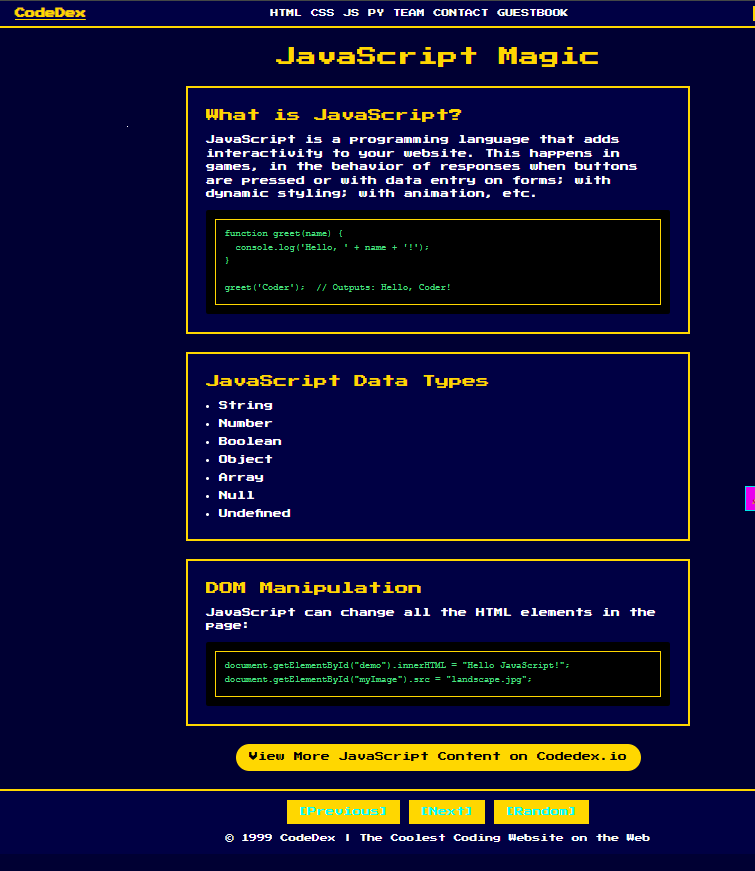 CodeDex
HTML CSS JS PY TEAM CONTACT GUESTBOOK
JavaScript Magic
What is JavaScript?
JavaScript is a programming language that adds
interactivity to your website. This happens in
games, in the behavior of responses when buttons
are pressed or with data entry on forms; with
dynamic styling; with animation, etc.
function greet(name) {
  console.log('Hello, ' + name + '!');
}
greet('Coder');  // Outputs: Hello, Coder!
JavaScript Data Types
• String
• Number
• Boolean
• Object
• Array
• Null
• Undefined
DOM Manipulation
JavaScript can change all the HTML elements in the
page:
document.getElementById("demo").innerHTML = "Hello JavaScript!";
document.getElementById("myImage").src = "landscape.jpg";
View More JavaScript Content on Codedex.io
[Previous] [Next] [Random]
© 1999 CodeDex | The Coolest Coding Website on the Web